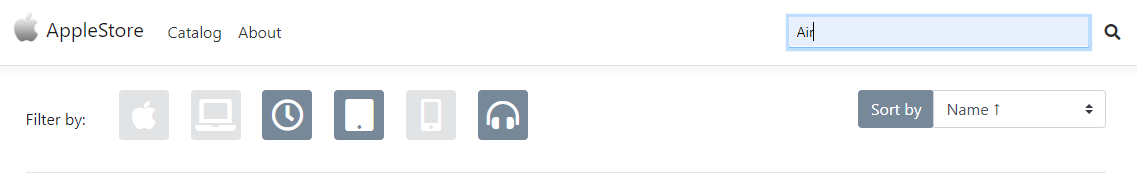 AppleStore Catalog About Air
Filter by: Sort by Name ↑